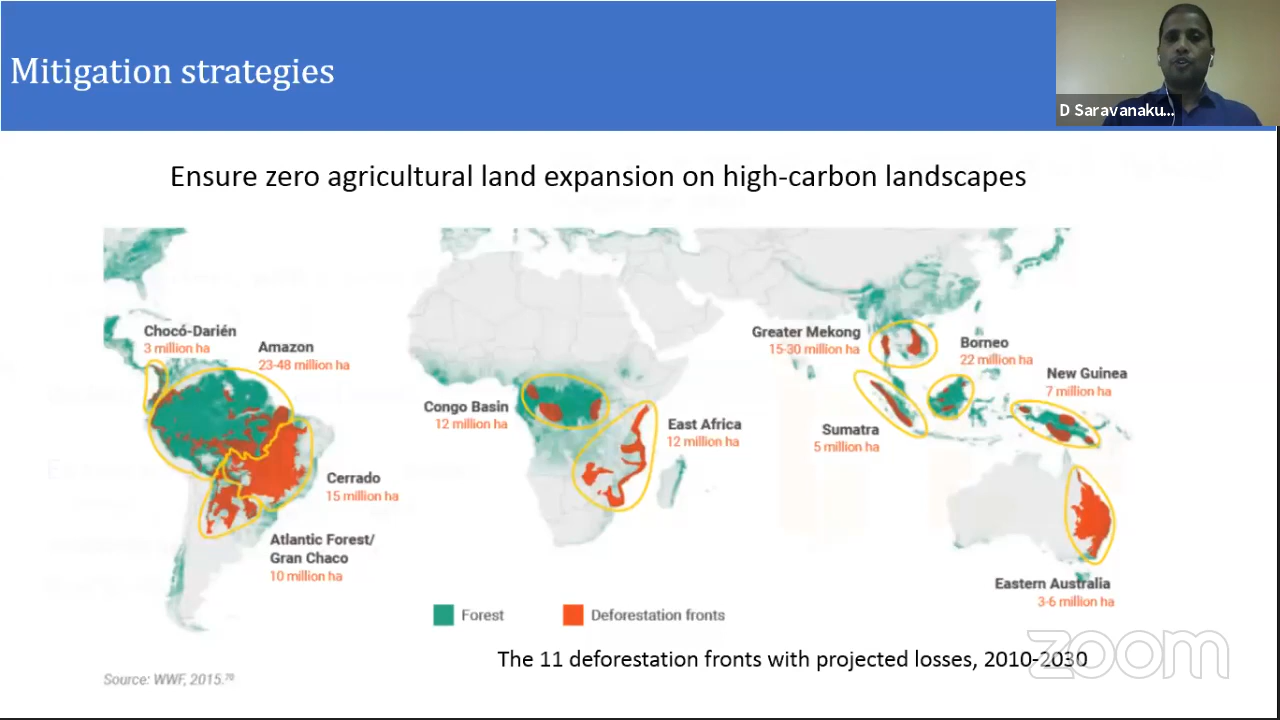 Mitigation strategies
D Saravanaku...
Ensure zero agricultural land expansion on high-carbon landscapes
Chocó-Darién
3 million ha
Amazon
23-48 million ha
Cerrado
15 million ha
Atlantic Forest/
Gran Chaco
10 million ha
Congo Basin
12 million ha
East Africa
12 million ha
Greater Mekong
15-30 million ha
Borneo
22 million ha
New Guinea
7 million ha
Sumatra
5 million ha
Eastern Australia
3-6 million ha
Forest
Deforestation fronts
The 11 deforestation fronts with projected losses, 2010-2030
zoom
Source: WWF, 2015.⁷⁰